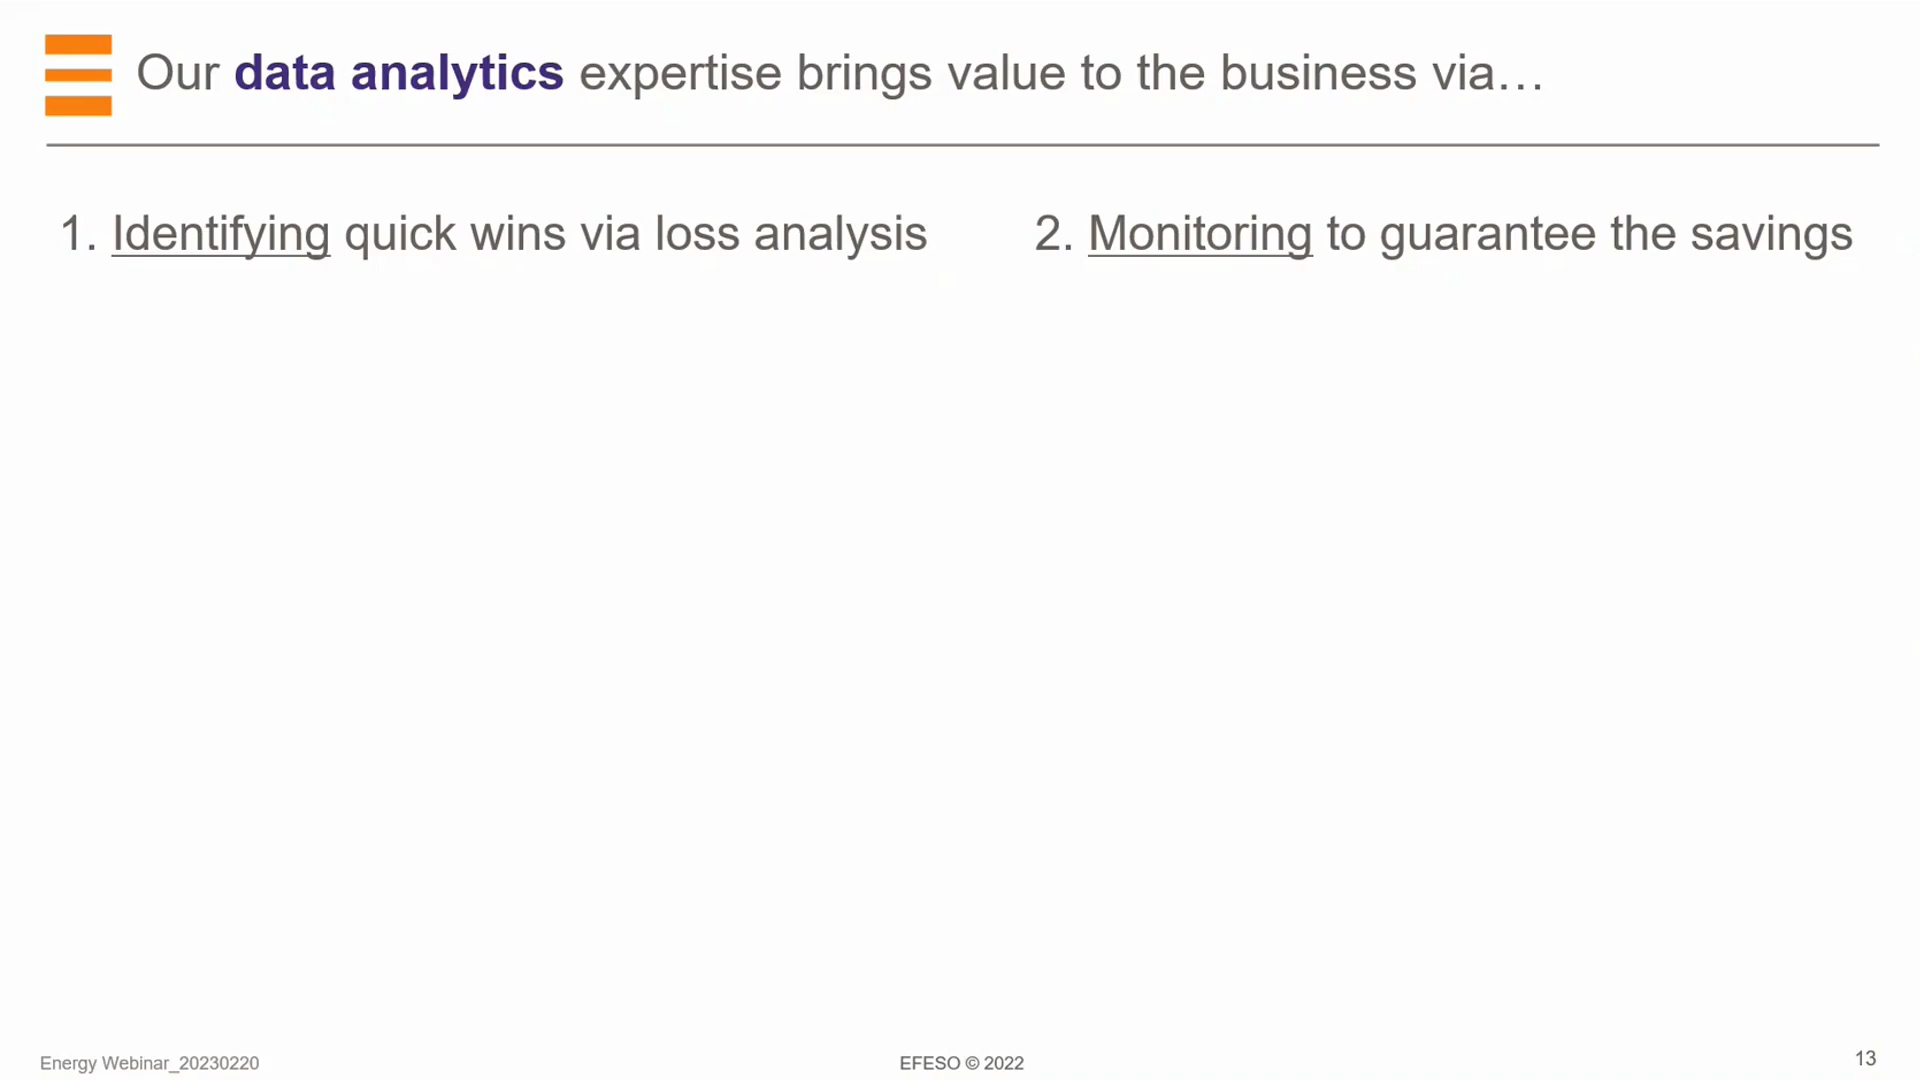 Our data analytics expertise brings value to the business via…
1. Identifying quick wins via loss analysis
2. Monitoring to guarantee the savings
Energy Webinar_20230220
EFESO © 2022
13